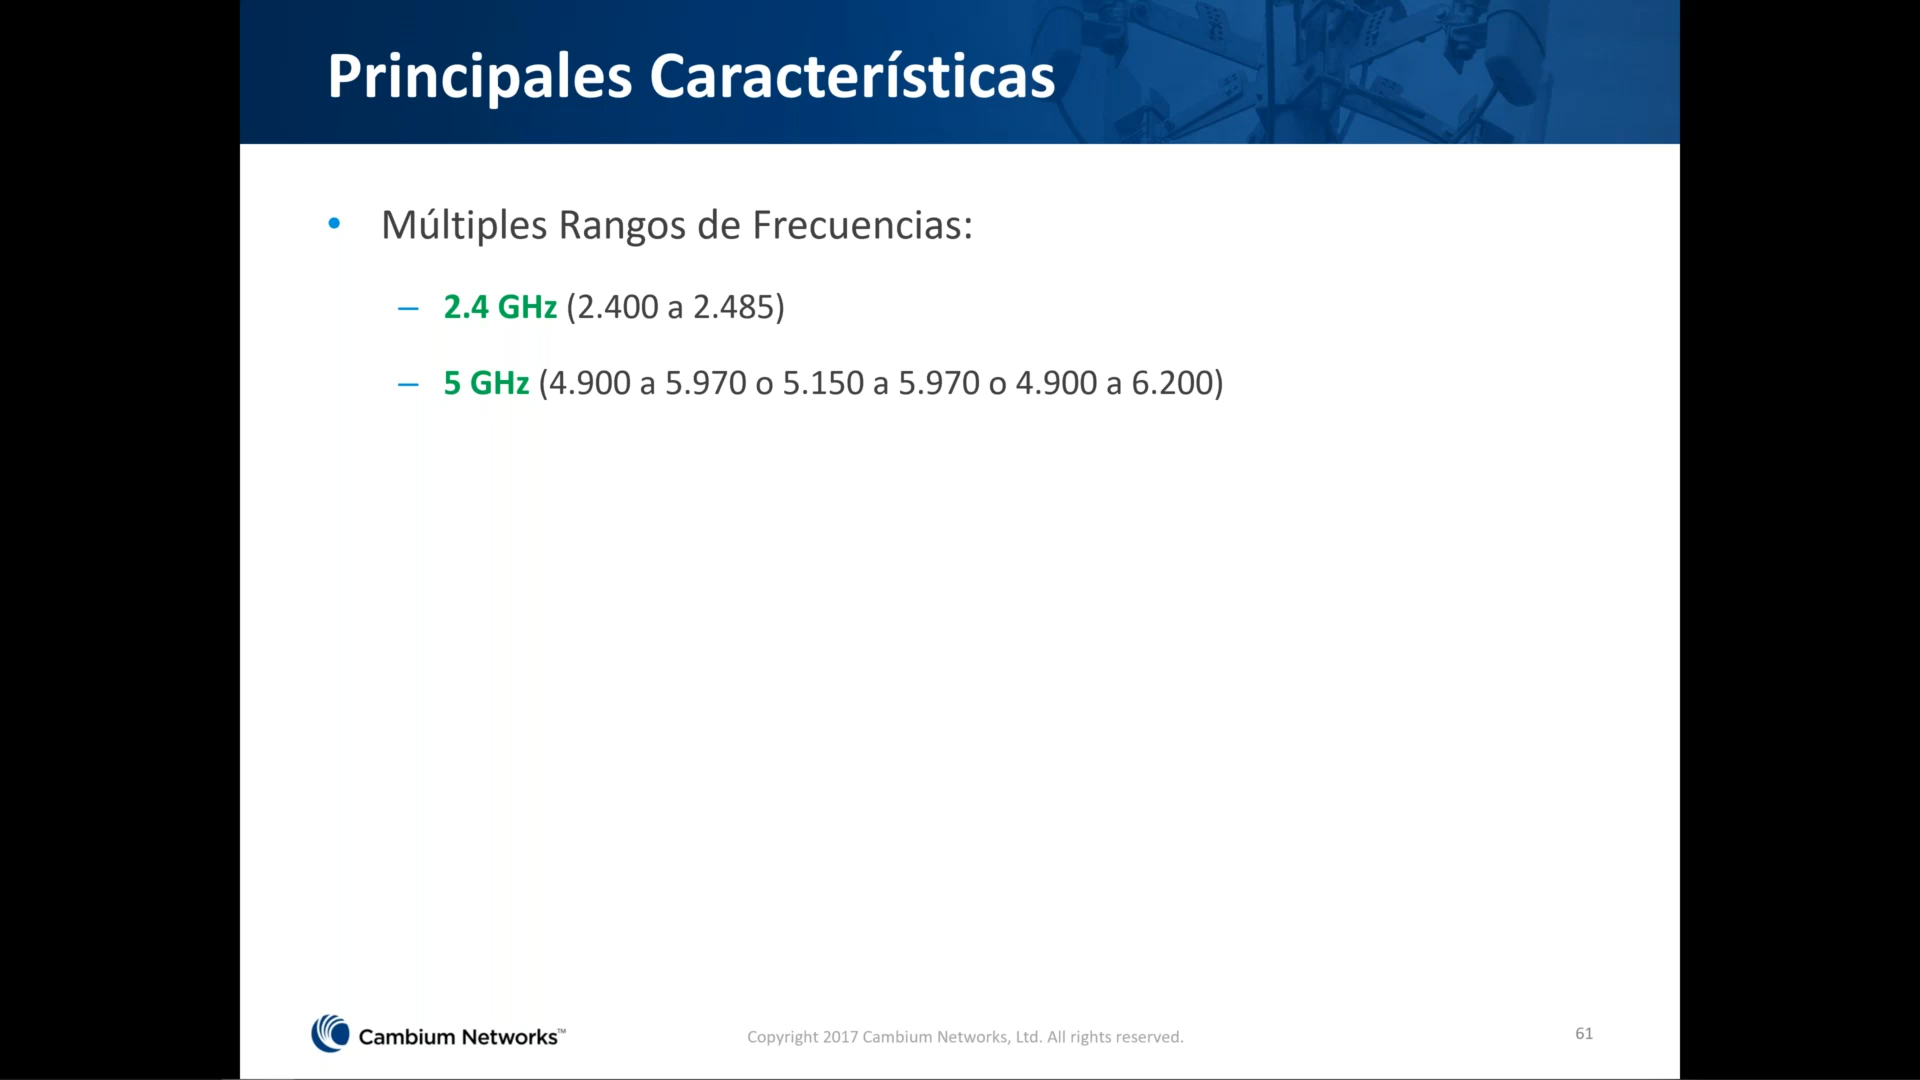 Principales Características
• Múltiples Rangos de Frecuencias:
– 2.4 GHz (2.400 a 2.485)
– 5 GHz (4.900 a 5.970 o 5.150 a 5.970 o 4.900 a 6.200)
Cambium Networks™
Copyright 2017 Cambium Networks, Ltd. All rights reserved.
61